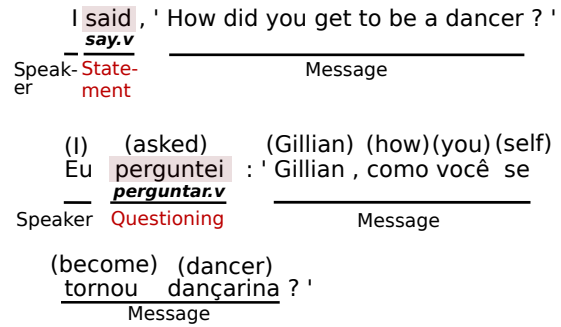 I said , ' How did you get to be a dancer ? '
say.v
Speak- State- Message
er ment
(I) (asked) (Gillian) (how) (you) (self)
Eu perguntei : ' Gillian , como você se
perguntar.v
Speaker Questioning Message
(become) (dancer)
tornou dançarina ? '
Message